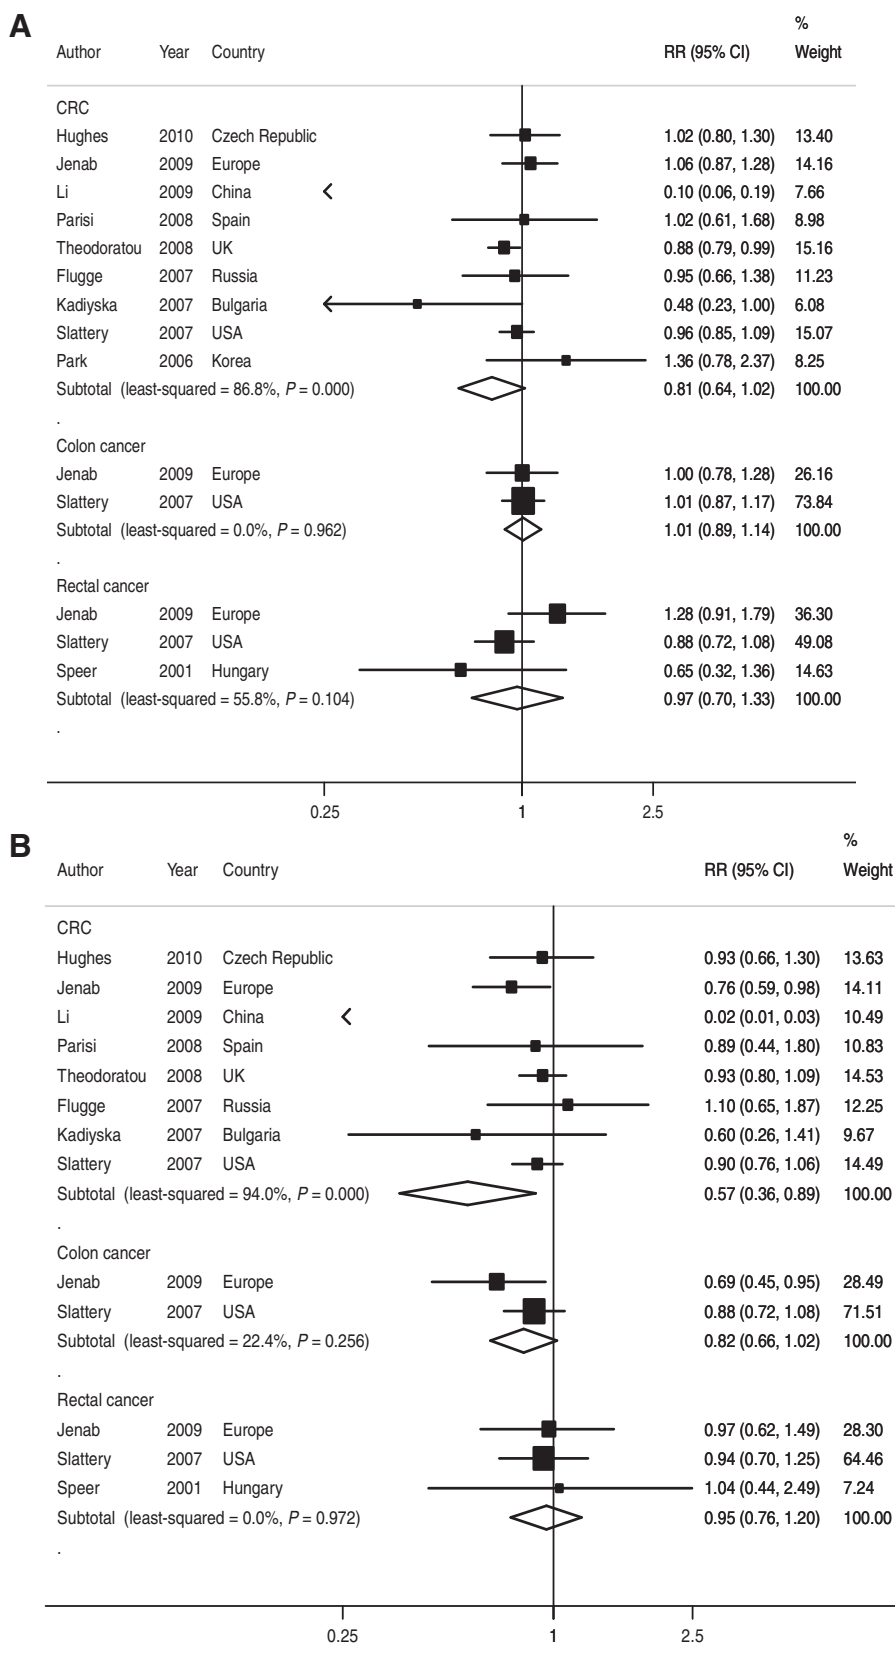 A
%
Author Year Country RR (95% CI) Weight
CRC
Hughes 2010 Czech Republic 1.02 (0.80, 1.30) 13.40
Jenab 2009 Europe 1.06 (0.87, 1.28) 14.16
Li 2009 China 0.10 (0.06, 0.19) 7.66
Parisi 2008 Spain 1.02 (0.61, 1.68) 8.98
Theodoratou 2008 UK 0.88 (0.79, 0.99) 15.16
Flugge 2007 Russia 0.95 (0.66, 1.38) 11.23
Kadiyska 2007 Bulgaria 0.48 (0.23, 1.00) 6.08
Slattery 2007 USA 0.96 (0.85, 1.09) 15.07
Park 2006 Korea 1.36 (0.78, 2.37) 8.25
Subtotal (least-squared = 86.8%, P = 0.000) 0.81 (0.64, 1.02) 100.00
.
Colon cancer
Jenab 2009 Europe 1.00 (0.78, 1.28) 26.16
Slattery 2007 USA 1.01 (0.87, 1.17) 73.84
Subtotal (least-squared = 0.0%, P = 0.962) 1.01 (0.89, 1.14) 100.00
.
Rectal cancer
Jenab 2009 Europe 1.28 (0.91, 1.79) 36.30
Slattery 2007 USA 0.88 (0.72, 1.08) 49.08
Speer 2001 Hungary 0.65 (0.32, 1.36) 14.63
Subtotal (least-squared = 55.8%, P = 0.104) 0.97 (0.70, 1.33) 100.00
.
0.25 1 2.5
B
%
Author Year Country RR (95% CI) Weight
CRC
Hughes 2010 Czech Republic 0.93 (0.66, 1.30) 13.63
Jenab 2009 Europe 0.76 (0.59, 0.98) 14.11
Li 2009 China 0.02 (0.01, 0.03) 10.49
Parisi 2008 Spain 0.89 (0.44, 1.80) 10.83
Theodoratou 2008 UK 0.93 (0.80, 1.09) 14.53
Flugge 2007 Russia 1.10 (0.65, 1.87) 12.25
Kadiyska 2007 Bulgaria 0.60 (0.26, 1.41) 9.67
Slattery 2007 USA 0.90 (0.76, 1.06) 14.49
Subtotal (least-squared = 94.0%, P = 0.000) 0.57 (0.36, 0.89) 100.00
.
Colon cancer
Jenab 2009 Europe 0.69 (0.45, 0.95) 28.49
Slattery 2007 USA 0.88 (0.72, 1.08) 71.51
Subtotal (least-squared = 22.4%, P = 0.256) 0.82 (0.66, 1.02) 100.00
.
Rectal cancer
Jenab 2009 Europe 0.97 (0.62, 1.49) 28.30
Slattery 2007 USA 0.94 (0.70, 1.25) 64.46
Speer 2001 Hungary 1.04 (0.44, 2.49) 7.24
Subtotal (least-squared = 0.0%, P = 0.972) 0.95 (0.76, 1.20) 100.00
.
0.25 1 2.5